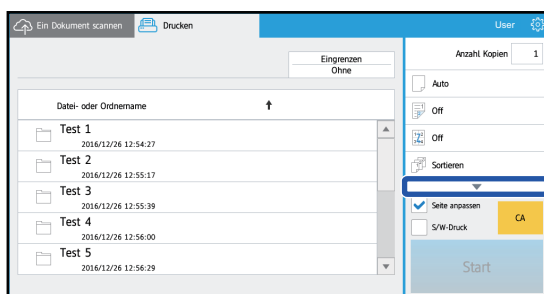 Ein Dokument scannen
Drucken
User
Eingrenzen
Ohne
Anzahl Kopien 1
Datei- oder Ordnername
Test 1
2016/12/26 12:54:27
Test 2
2016/12/26 12:55:17
Test 3
2016/12/26 12:55:39
Test 4
2016/12/26 12:56:00
Test 5
2016/12/26 12:56:29
Auto
Off
Off
Sortieren
Seite anpassen
S/W-Druck
CA
Start